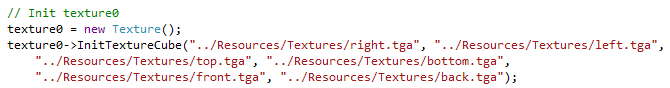 // Init texture0
texture0 = new Texture();
texture0->InitTextureCube("../Resources/Textures/right.tga", "../Resources/Textures/left.tga",
"../Resources/Textures/top.tga", "../Resources/Textures/bottom.tga",
"../Resources/Textures/front.tga", "../Resources/Textures/back.tga");